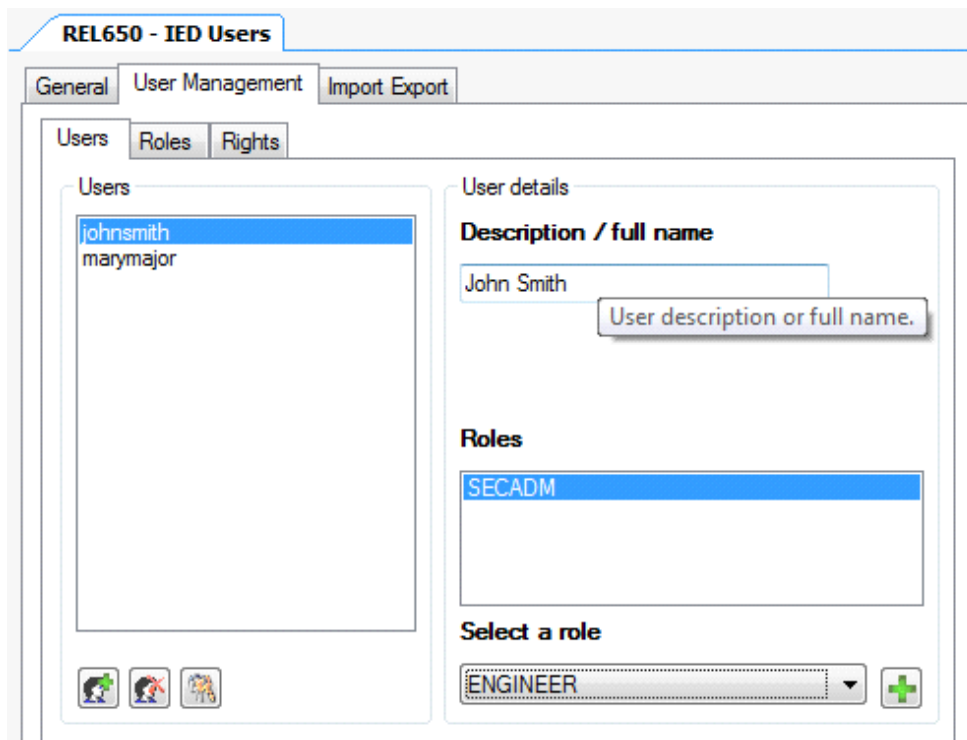 REL650 - IED Users
General User Management Import Export
Users Roles Rights
Users
johnsmith
marymajor
User details
Description / full name
John Smith
User description or full name.
Roles
SECADM
Select a role
ENGINEER